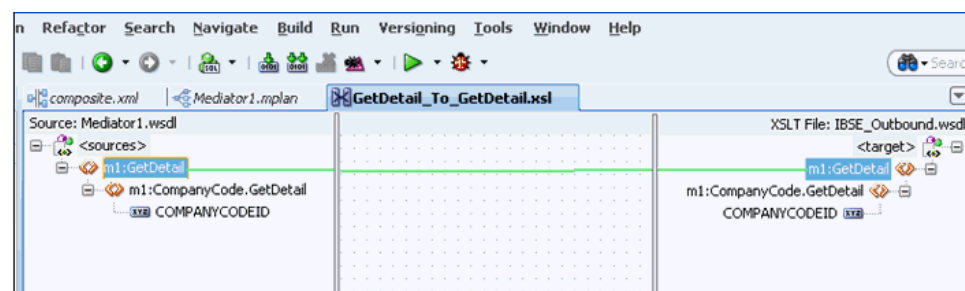 n Refactor Search Navigate Build Run Versioning Tools Window Help
Searc
composite.xml Mediator1.mplan GetDetail_To_GetDetail.xsl
Source: Mediator1.wsdl XSLT File: IBSE_Outbound.wsdl
<sources> <target>
m1:GetDetail m1:GetDetail
m1:CompanyCode.GetDetail m1:CompanyCode.GetDetail
COMPANYCODEID COMPANYCODEID